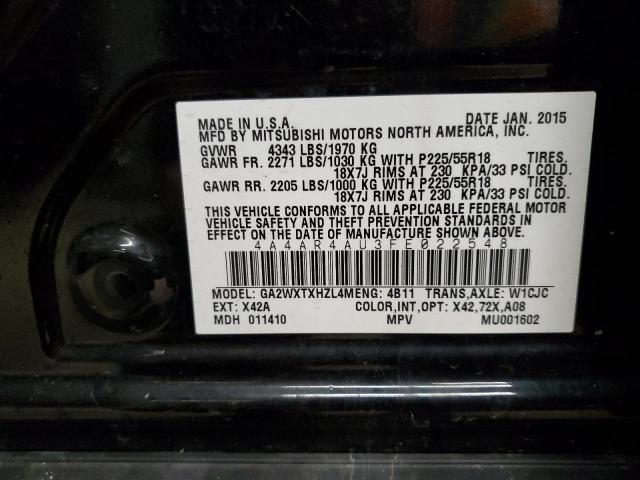 MADE IN U.S.A. DATE JAN. 2015
MFD BY MITSUBISHI MOTORS NORTH AMERICA, INC.
GVWR 4343 LBS/1970 KG
GAWR FR. 2271 LBS/1030 KG WITH P225/55R18 TIRES.
18X7J RIMS AT 230 KPA/33 PSI COLD.
GAWR RR. 2205 LBS/1000 KG WITH P225/55R18 TIRES.
18X7J RIMS AT 230 KPA/33 PSI COLD.
THIS VEHICLE CONFORMS TO ALL APPLICABLE FEDERAL MOTOR
VEHICLE SAFETY AND THEFT PREVENTION STANDARDS IN
EFFECT ON THE DATE OF MANUFACTURE SHOWN ABOVE.
4A4AR4AU3FE022548
MODEL: GA2WXTXHZL4MENG: 4B11 TRANS,AXLE: W1CJC
EXT: X42A COLOR,INT,OPT: X42,72X,A08
MDH 011410 MPV MU001602